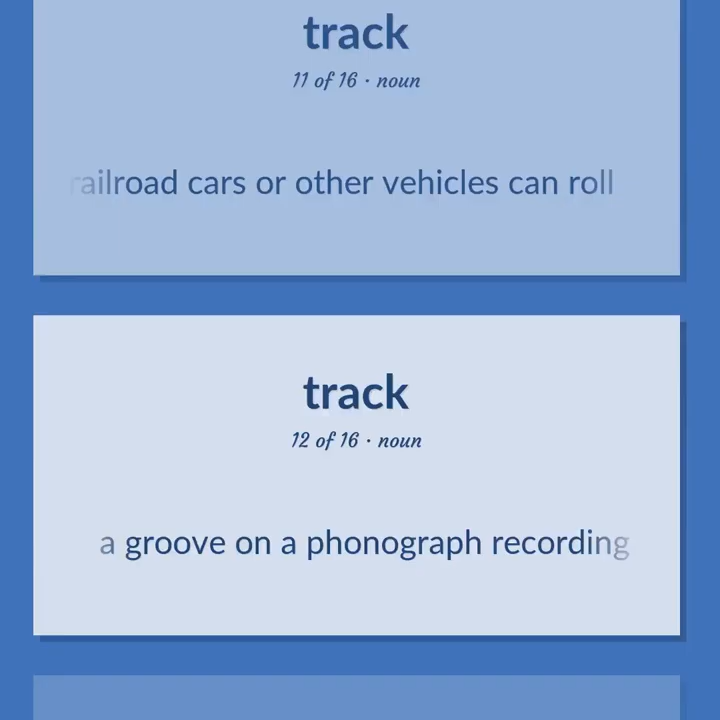 track
11 of 16 · noun
railroad cars or other vehicles can roll
track
12 of 16 · noun
a groove on a phonograph recording